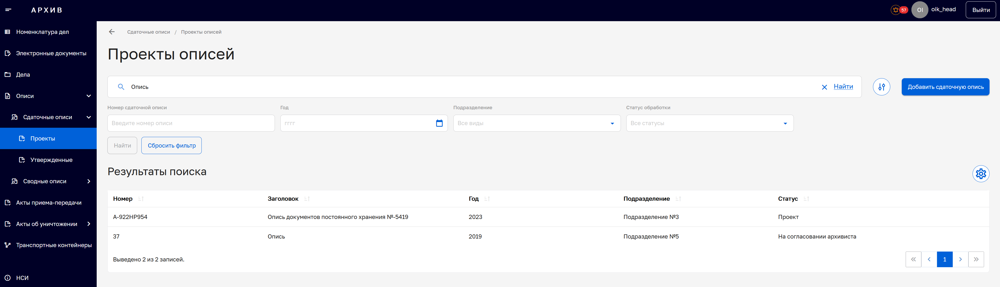 АРХИВ
57
OI
oik_head
Выйти
Номенклатура дел
Электронные документы
Дела
Описи
Сдаточные описи
Проекты
Утвержденные
Сводные описи
Акты приема-передачи
Акты об уничтожении
Транспортные контейнеры
НСИ
Сдаточные описи / Проекты описей
Проекты описей
Опись
Найти
Добавить сдаточную опись
Номер сдаточной описи
Год
Подразделение
Статус обработки
Введите номер описи
гггг
Все виды
Все статусы
Найти
Сбросить фильтр
Результаты поиска
Номер Заголовок Год Подразделение Статус
А-922НР954 Опись документов постоянного хранения №-5419 2023 Подразделение №3 Проект
37 Опись 2019 Подразделение №5 На согласовании архивиста
Выведено 2 из 2 записей.
1